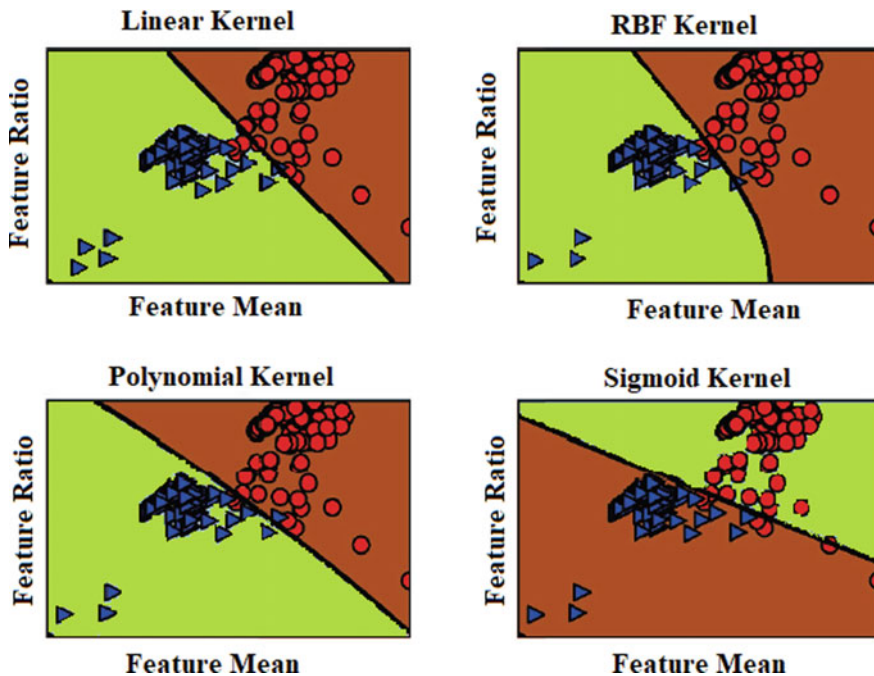 Linear Kernel
RBF Kernel
Feature Ratio
Feature Ratio
Feature Mean
Feature Mean
Polynomial Kernel
Sigmoid Kernel
Feature Ratio
Feature Ratio
Feature Mean
Feature Mean